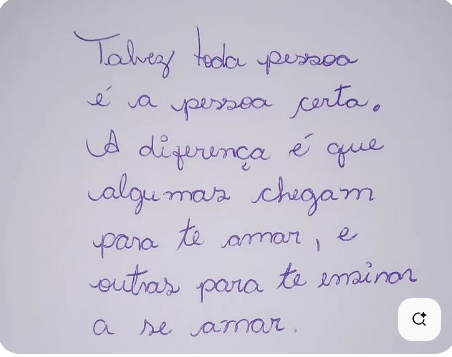 Talvez toda pessoa
é a pessoa certa.
A diferença é que
algumas chegam
para te amar, e
outras para te ensinar
a se amar.